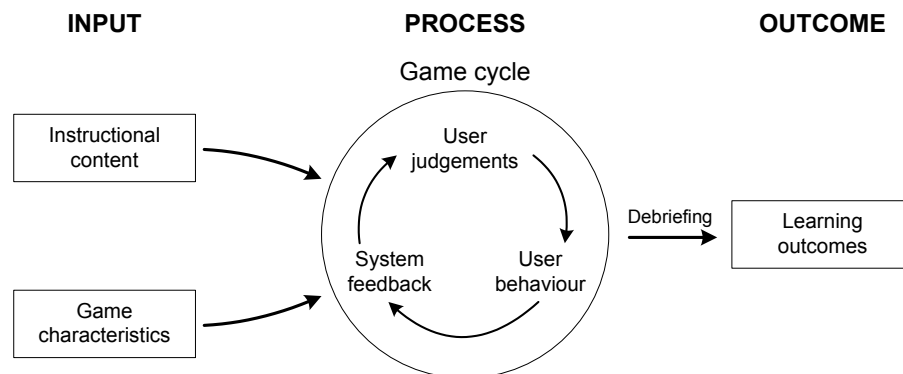 INPUT
PROCESS
OUTCOME
Game cycle
Instructional
content
User
judgements
Debriefing
Learning
outcomes
System
feedback
User
behaviour
Game
characteristics